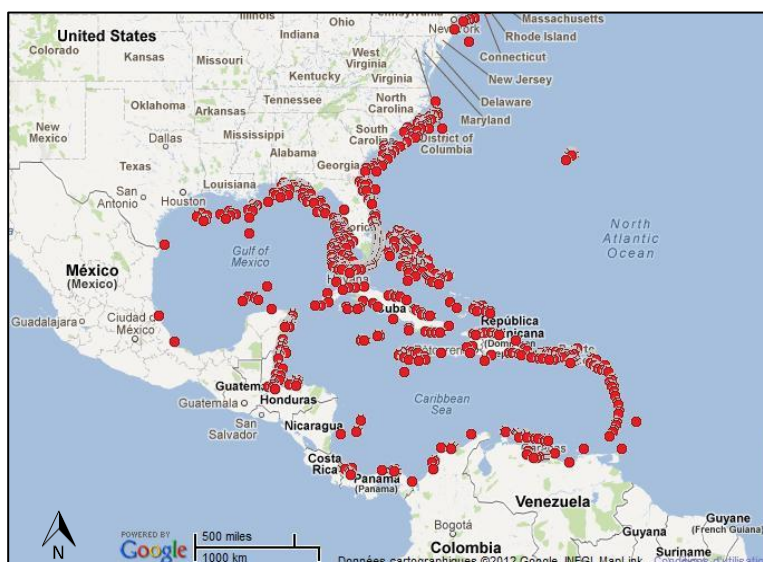 Illinois
Ohio
Pennsylvania
New York
Massachusetts
Rhode Island
Connecticut
United States
Indiana
Colorado
Kansas
Missouri
West
Virginia
Virginia
New Jersey
Kentucky
Delaware
Maryland
Oklahoma
Tennessee
North
Carolina
Arkansas
New
Mexico
South
Carolina
District of
Columbia
Dallas
Mississippi
Alabama
Georgia
Texas
Louisiana
San
Antonio
Houston
North
Atlantic
Ocean
Gulf of
Mexico
México
(Mexico)
Cuba
Guadalajara
Ciudad de
México
República
Guatemala
Honduras
Guatemala
San
Salvador
Caribbean
Sea
Nicaragua
Costa
Rica
Panamá
(Panama)
Venezuela
Bogotá
Colombia
Guyana
Guyane
(French Guiana)
Suriname
N
POWERED BY
Google
500 miles
1000 km
Données cartographiques ©2012 Google, INEGI, MapLink Conditions d'utilisation